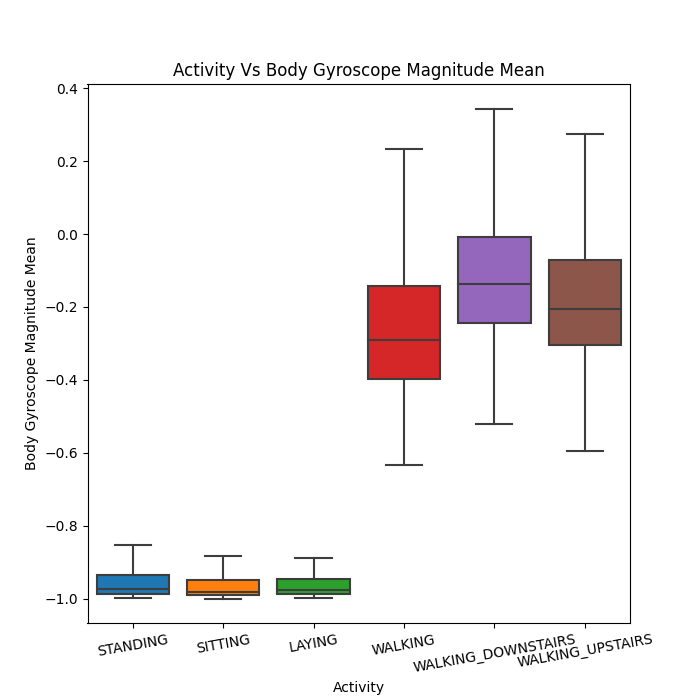 Activity Vs Body Gyroscope Magnitude Mean
Body Gyroscope Magnitude Mean
0.4
0.2
0.0
−0.2
−0.4
−0.6
−0.8
−1.0
STANDING
SITTING
LAYING
WALKING
WALKING_DOWNSTAIRS
WALKING_UPSTAIRS
Activity